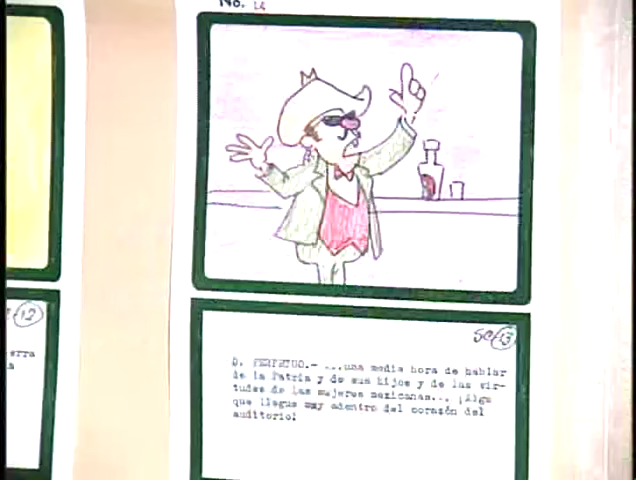 No. 14
12
erra
a
SC 13
D. PERPETUO.- ...una media hora de hablar
de la Patria y de sus hijos y de las vir-
tudes de las mujeres mexicanas... ¡Algo
que llegue muy adentro del corazón del
auditorio!